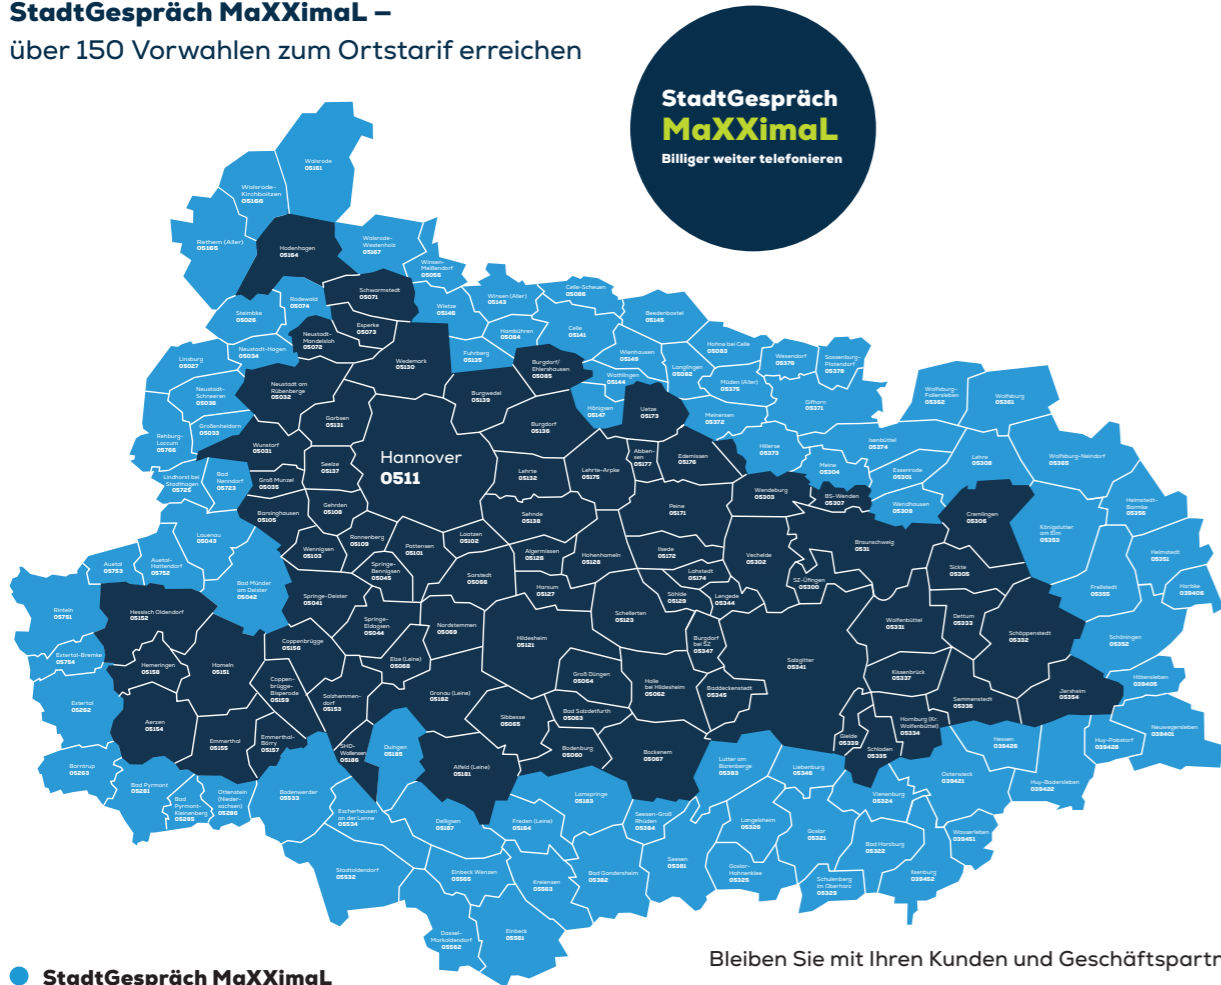 StadtGespräch MaXXimaL –
über 150 Vorwahlen zum Ortstarif erreichen
StadtGespräch
MaXXimaL
Billiger weiter telefonieren
Walsrode
05161
Walsrode-
Kirchboitzen
05166
Rethem (Aller)
05165
Hodenhagen
05164
Walsrode-
Westenholz
05167
Winsen-
Meißendorf
05056
Schwarmstedt
05071
Rodewald
05074
Steimbke
05026
Esperke
05073
Neustadt-
Mandelsloh
05072
Wietze
05146
Winsen (Aller)
05143
Celle-Scheuen
05086
Hambühren
05084
Celle
05141
Beedenbostel
05145
Linsburg
05027
Neustadt-Hagen
05034
Wedemark
05130
Fuhrberg
05135
Burgdorf/
Ehlershausen
05085
Wienhausen
05149
Wathlingen
05144
Langlingen
05082
Hohne bei Celle
05083
Wesendorf
05376
Sassenburg-
Platendorf
05378
Müden (Aller)
05375
Gifhorn
05371
Wolfsburg-
Fallersleben
05362
Wolfsburg
05361
Neustadt-
Schneeren
05036
Neustadt am
Rübenberge
05032
Burgwedel
05139
Hänigsen
05147
Uetze
05173
Meinersen
05372
Großenheidorn
05033
Garbsen
05131
Burgdorf
05136
Rehburg-
Loccum
05766
Wunstorf
05031
Hannover
0511
Abben-
sen
05177
Edemissen
05176
Hillerse
05373
Isenbüttel
05374
Meine
05304
Essenrode
05301
Lehre
05308
Wolfsburg-Neindorf
05365
Seelze
05137
Lehrte
05132
Lehrte-Arpke
05175
Lindhorst bei
Stadthagen
05725
Bad
Nenndorf
05723
Groß Munzel
05035
Wendeburg
05303
BS-Wenden
05307
Wendhausen
05309
Helmstedt-
Barmke
05356
Gehrden
05108
Barsinghausen
05105
Sehnde
05138
Peine
05171
Cremlingen
05306
Königslutter
am Elm
05353
Lauenau
05043
Ronnenberg
05109
Pattensen
05101
Laatzen
05102
Wennigsen
05103
Algermissen
05126
Hohenhameln
05128
Ilsede
05172
Vechelde
05302
Braunschweig
0531
Helmstedt
05351
Auetal
05753
Auetal-
Hattendorf
05752
Springe-
Bennigsen
05045
Sarstedt
05066
Lahstedt
05174
SZ-Üfingen
05300
Sickte
05305
Bad Münder
am Deister
05042
Harsum
05127
Söhlde
05129
Lengede
05344
Frellstedt
05355
Harbke
039406
Springe-Deister
05041
Rinteln
05751
Hessisch Oldendorf
05152
Schellerten
05123
Springe-
Eldagsen
05044
Nordstemmen
05069
Wolfenbüttel
05331
Dettum
05333
Schöppenstedt
05332
Hildesheim
05121
Burgdorf
bei SZ
05347
Schöningen
05352
Coppenbrügge
05156
Extertal-Bremke
05754
Hemeringen
05158
Hameln
05151
Elze (Leine)
05068
Salzgitter
05341
Kissenbrück
05337
Groß Düngen
05064
Holle
bei Hildesheim
05062
Baddeckenstedt
05345
Coppen-
brügge-
Bisperode
05159
Salzhemmen-
dorf
05153
Gronau (Leine)
05182
Jerxheim
05354
Hötensleben
039405
Extertal
05262
Semmenstedt
05336
Sibbesse
05065
Bad Salzdetfurth
05063
Aerzen
05154
Hornburg (Kr.
Wolfenbüttel)
05334
Neuwegersleben
039401
Emmerthal
05155
Emmerthal-
Börry
05157
Gielde
05339
Schladen
05335
Hessen
039426
Huy-Pabstorf
039428
SHD-
Wallensen
05186
Duingen
05185
Bodenburg
05060
Bockenem
05067
Lutter am
Barenberge
05383
Liebenburg
05346
Alfeld (Leine)
05181
Barntrup
05263
Bad Pyrmont
05281
Osterwieck
039421
Huy-Badersleben
039422
Bad
Pyrmont-
Kleinenberg
05285
Ottenstein
(Nieder-
sachsen)
05286
Bodenwerder
05533
Lamspringe
05183
Vienenburg
05324
Eschershausen
an der Lenne
05534
Delligsen
05187
Freden (Leine)
05184
Seesen-Groß
Rhüden
05384
Langelsheim
05326
Goslar
05321
Wasserleben
039451
Bad Harzburg
05322
Stadtoldendorf
05532
Einbeck Wenzen
05565
Kreiensen
05563
Bad Gandersheim
05382
Seesen
05381
Goslar-
Hahnenklee
05325
Schulenberg
im Oberharz
05329
Ilsenburg
039452
Dassel-
Markoldendorf
05562
Einbeck
05561
StadtGespräch MaXXimaL
Bleiben Sie mit Ihren Kunden und Geschäftspartn